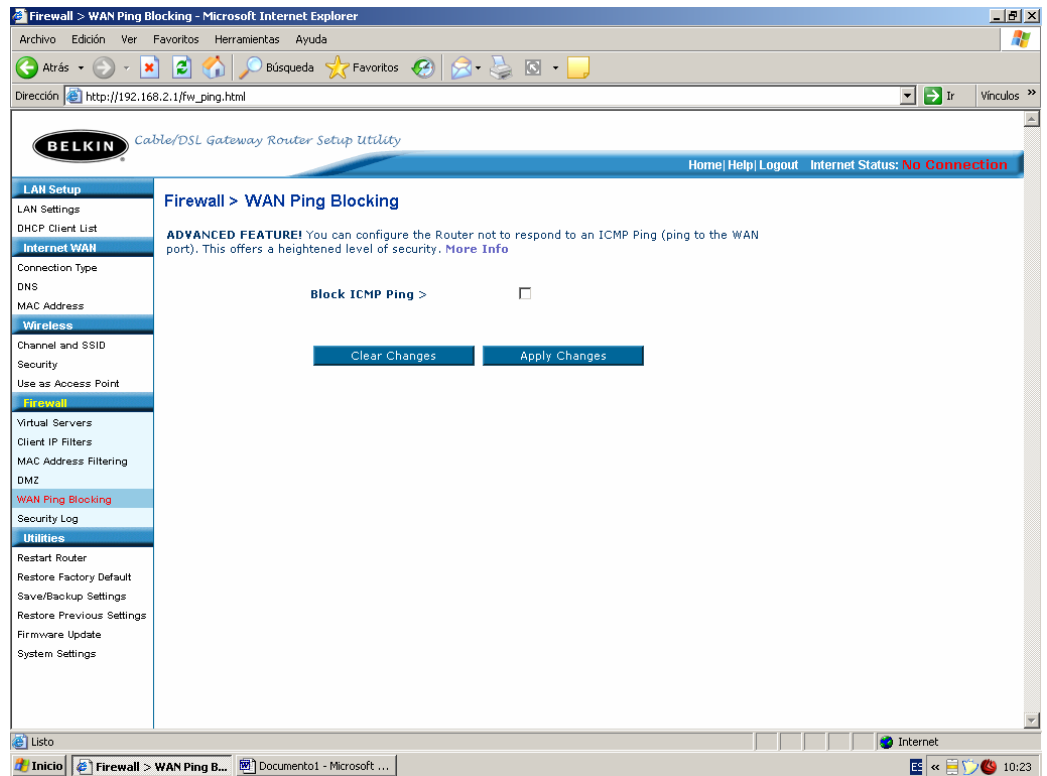 Firewall > WAN Ping Blocking - Microsoft Internet Explorer
Archivo Edición Ver Favoritos Herramientas Ayuda
Atrás Búsqueda Favoritos
Dirección http://192.168.2.1/fw_ping.html Ir Vínculos »
BELKIN Cable/DSL Gateway Router Setup Utility
Home| Help| Logout Internet Status: No Connection
LAN Setup
LAN Settings
DHCP Client List
Internet WAN
Connection Type
DNS
MAC Address
Wireless
Channel and SSID
Security
Use as Access Point
Firewall
Virtual Servers
Client IP Filters
MAC Address Filtering
DMZ
WAN Ping Blocking
Security Log
Utilities
Restart Router
Restore Factory Default
Save/Backup Settings
Restore Previous Settings
Firmware Update
System Settings
Firewall > WAN Ping Blocking
ADVANCED FEATURE! You can configure the Router not to respond to an ICMP Ping (ping to the WAN
port). This offers a heightened level of security. More Info
Block ICMP Ping >
Clear Changes Apply Changes
Listo Internet
Inicio Firewall > WAN Ping B... Documento1 - Microsoft ... ES « 10:23